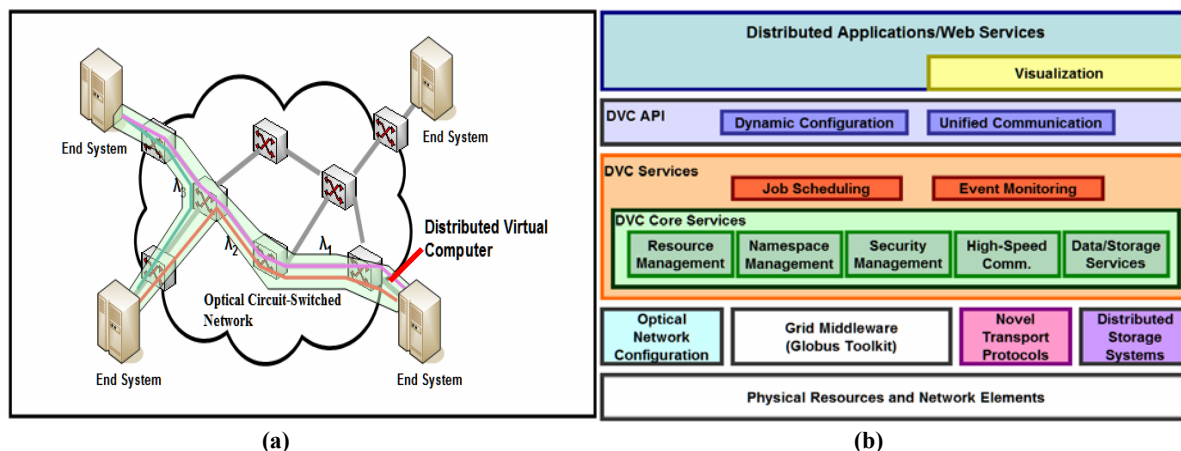 End System
End System
λ3
λ2
λ1
Distributed Virtual
Computer
Optical Circuit-Switched
Network
End System
End System
(a)
Distributed Applications/Web Services
Visualization
DVC API
Dynamic Configuration
Unified Communication
DVC Services
Job Scheduling
Event Monitoring
DVC Core Services
Resource
Management
Namespace
Management
Security
Management
High-Speed
Comm.
Data/Storage
Services
Optical
Network
Configuration
Grid Middleware
(Globus Toolkit)
Novel
Transport
Protocols
Distributed
Storage
Systems
Physical Resources and Network Elements
(b)